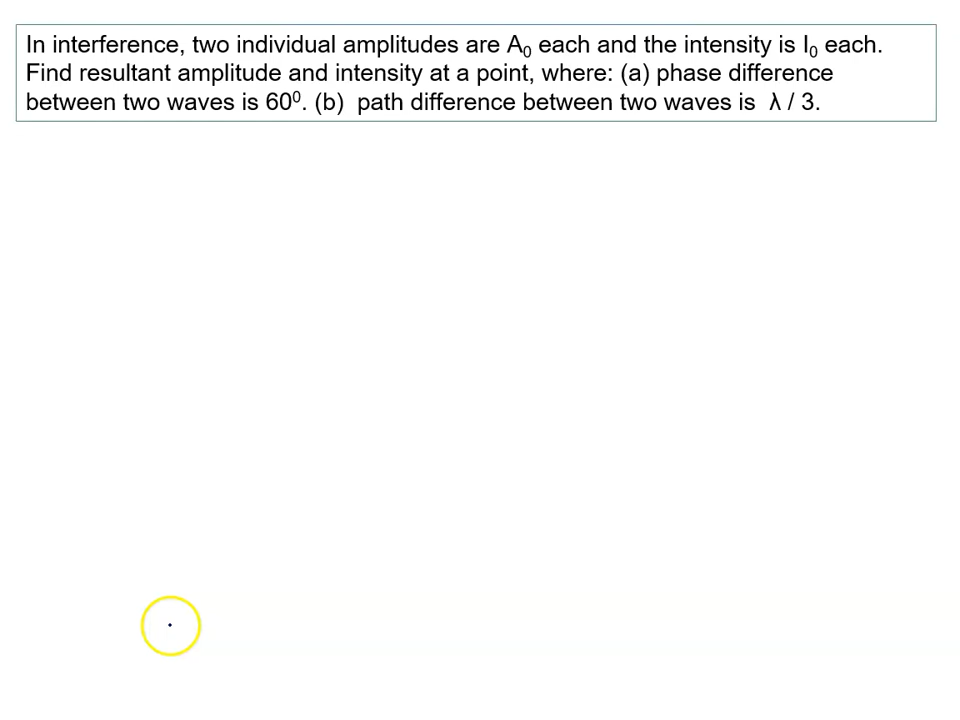 In interference, two individual amplitudes are A₀ each and the intensity is I₀ each.
Find resultant amplitude and intensity at a point, where: (a) phase difference
between two waves is 60⁰. (b)  path difference between two waves is  λ / 3.